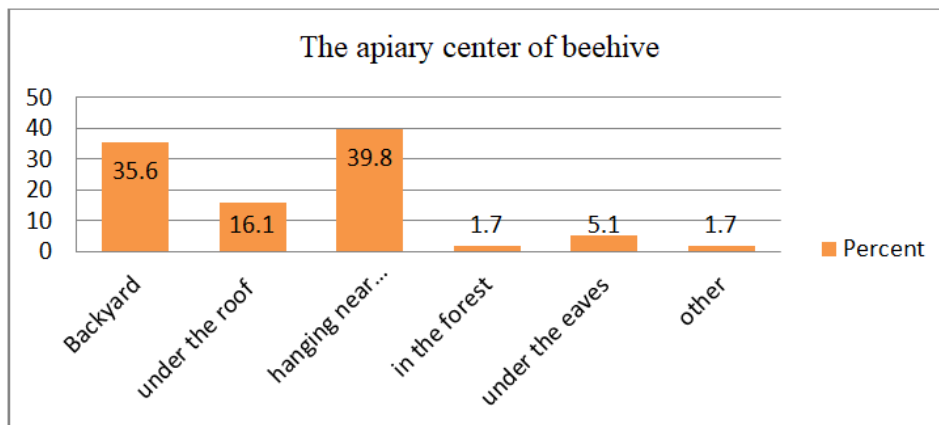 The apiary center of beehive
50
40
30
20
10
0
35.6
16.1
39.8
1.7
5.1
1.7
Backyard
under the roof
hanging near...
in the forest
under the eaves
other
Percent